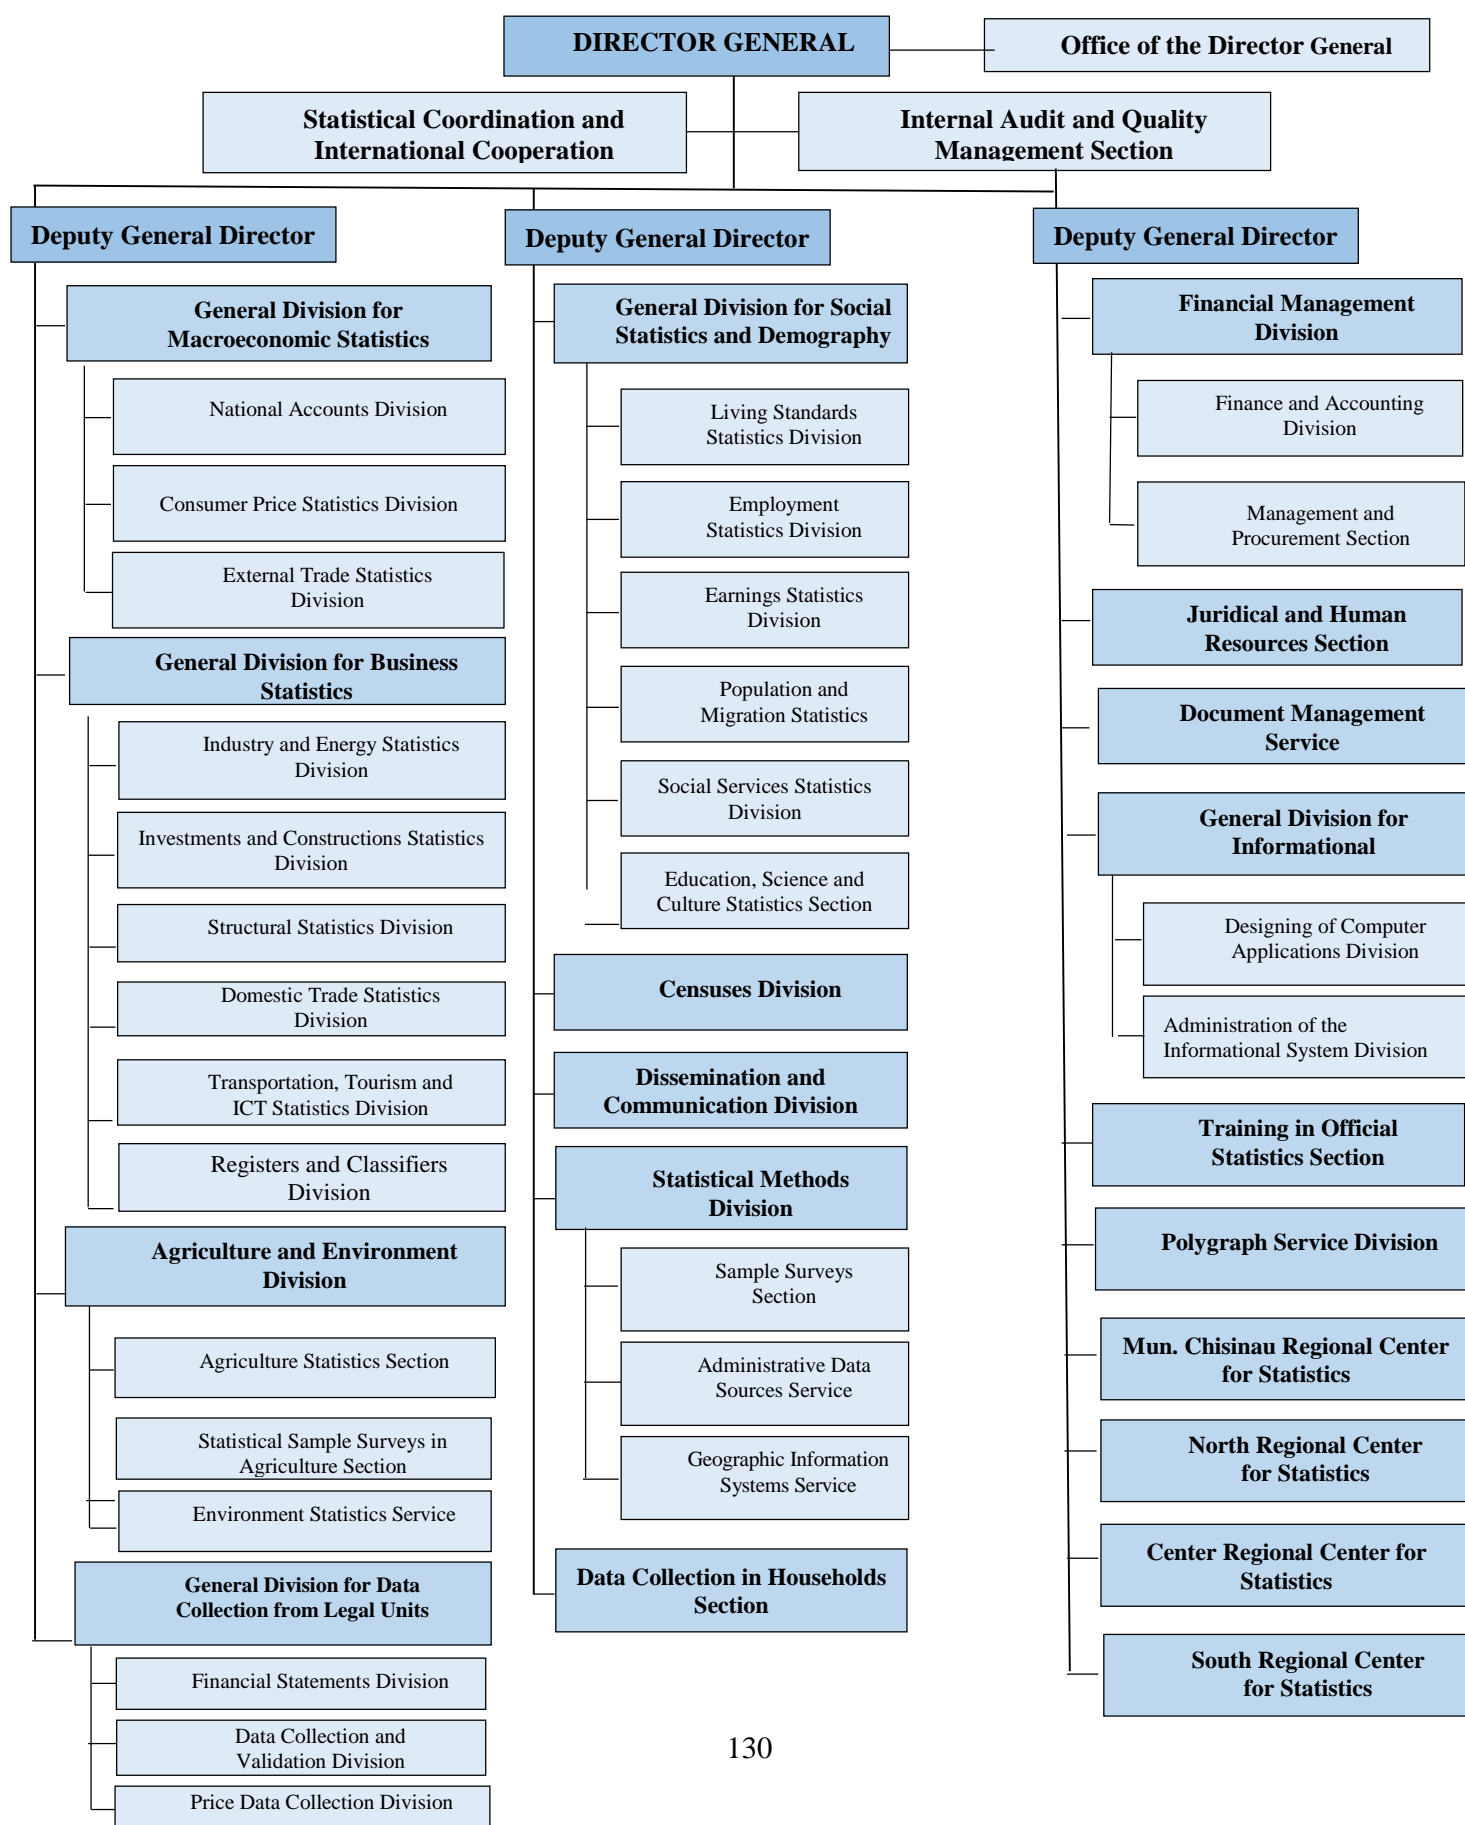 DIRECTOR GENERAL
Office of the Director General
Statistical Coordination and
International Cooperation
Internal Audit and Quality
Management Section
Deputy General Director
General Division for
Macroeconomic Statistics
National Accounts Division
Consumer Price Statistics Division
External Trade Statistics
Division
General Division for Business
Statistics
Industry and Energy Statistics
Division
Investments and Constructions Statistics
Division
Structural Statistics Division
Domestic Trade Statistics
Division
Transportation, Tourism and
ICT Statistics Division
Registers and Classifiers
Division
Agriculture and Environment
Division
Agriculture Statistics Section
Statistical Sample Surveys in
Agriculture Section
Environment Statistics Service
General Division for Data
Collection from Legal Units
Financial Statements Division
Data Collection and
Validation Division
Price Data Collection Division
Deputy General Director
General Division for Social
Statistics and Demography
Living Standards
Statistics Division
Employment
Statistics Division
Earnings Statistics
Division
Population and
Migration Statistics
Social Services Statistics
Division
Education, Science and
Culture Statistics Section
Censuses Division
Dissemination and
Communication Division
Statistical Methods
Division
Sample Surveys
Section
Administrative Data
Sources Service
Geographic Information
Systems Service
Data Collection in Households
Section
Deputy General Director
Financial Management
Division
Finance and Accounting
Division
Management and
Procurement Section
Juridical and Human
Resources Section
Document Management
Service
General Division for
Informational
Designing of Computer
Applications Division
Administration of the
Informational System Division
Training in Official
Statistics Section
Polygraph Service Division
Mun. Chisinau Regional Center
for Statistics
North Regional Center
for Statistics
Center Regional Center for
Statistics
South Regional Center
for Statistics
130